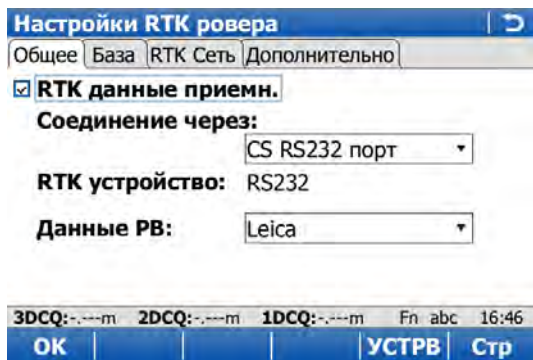 Настройки RTK ровера
Общее База RTK Сеть Дополнительно
RTK данные приемн.
Соединение через:
CS RS232 порт
RTK устройство: RS232
Данные РВ: Leica
3DCQ:-.---m 2DCQ:-.---m 1DCQ:-.---m Fn abc 16:46
OK УСТРВ Стр